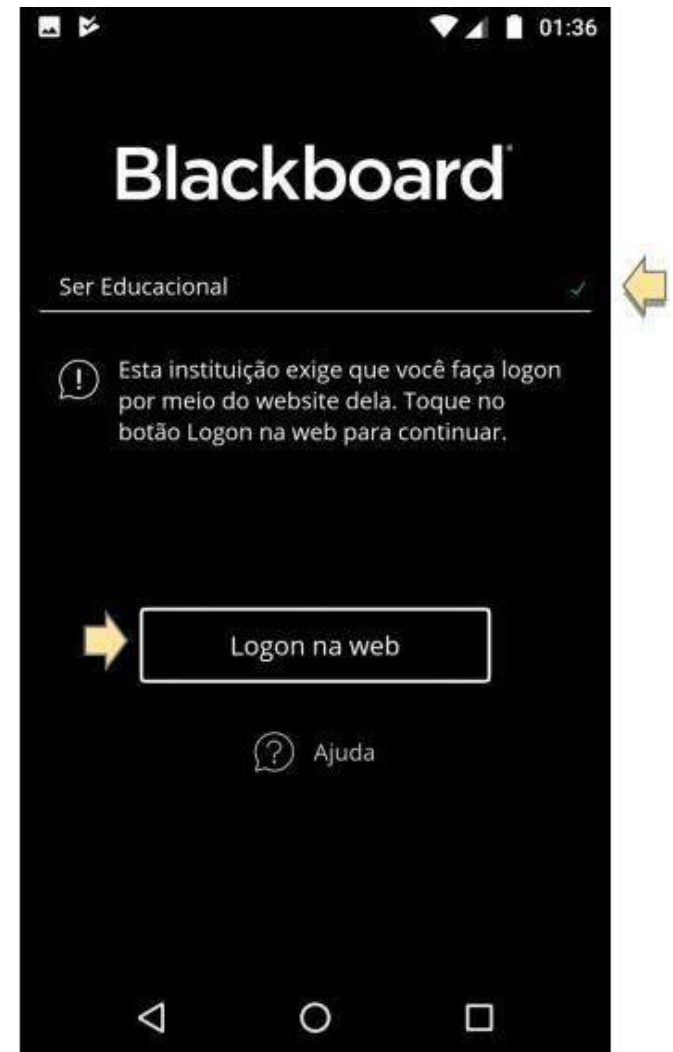 01:36
Blackboard
Ser Educacional
Esta instituição exige que você faça logon
por meio do website dela. Toque no
botão Logon na web para continuar.
Logon na web
Ajuda